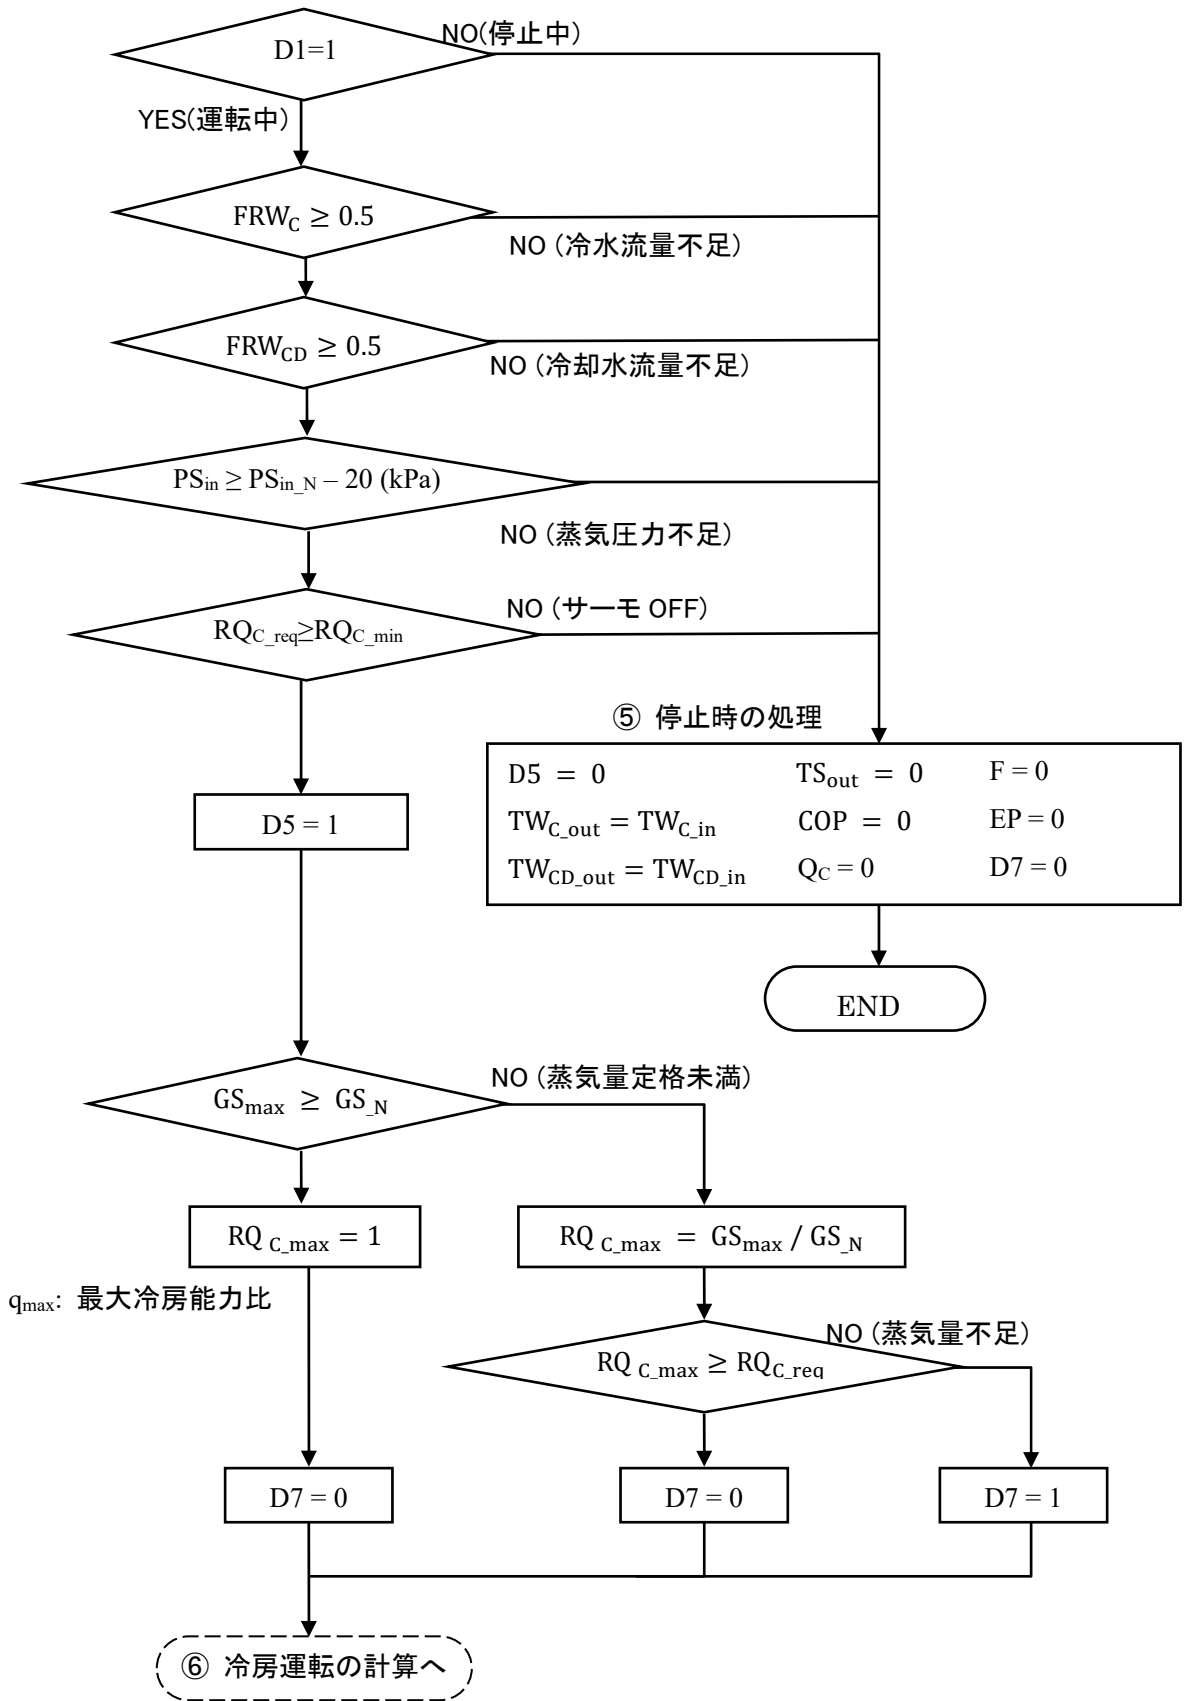 D1=1
NO(停止中)
YES(運転中)
FRW_C ≥ 0.5
NO (冷水流量不足)
FRW_CD ≥ 0.5
NO (冷却水流量不足)
PS_in ≥ PS_in_N – 20 (kPa)
NO (蒸気圧力不足)
NO (サーモ OFF)
RQ_C_req≥RQ_C_min
⑤ 停止時の処理
D5 = 0
TS_out = 0
F = 0
TW_C_out = TW_C_in
COP = 0
EP = 0
TW_CD_out = TW_CD_in
Q_C = 0
D7 = 0
D5 = 1
END
NO (蒸気量定格未満)
GS_max ≥ GS_N
RQ C_max = 1
RQ C_max = GS_max / GS_N
q_max: 最大冷房能力比
NO (蒸気量不足)
RQ C_max ≥ RQ_C_req
D7 = 0
D7 = 0
D7 = 1
⑥ 冷房運転の計算へ